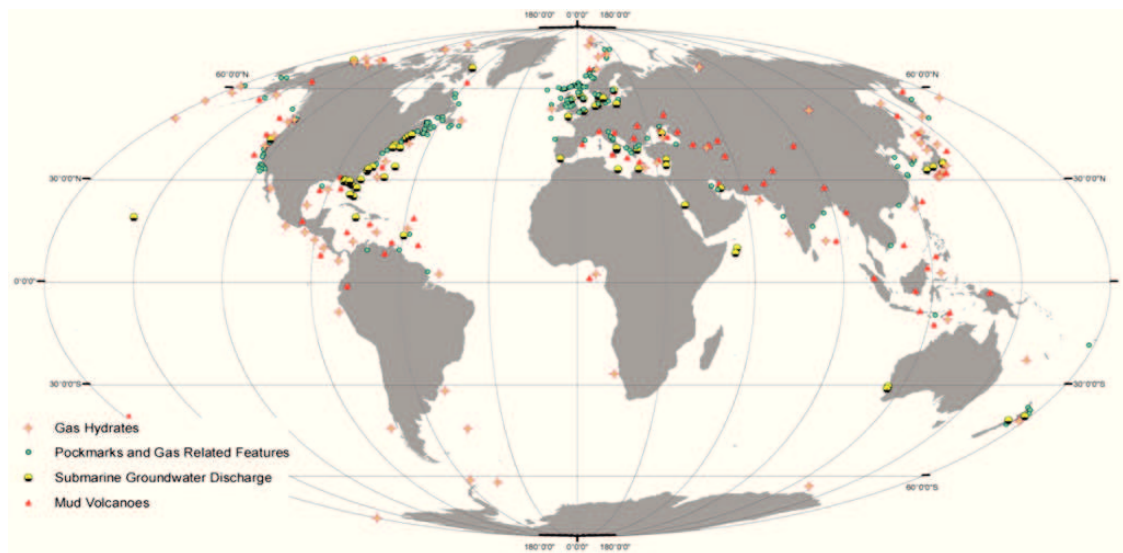 180°0'0" 0°0'0" 180°0'0"
60°0'0"N 60°0'0"N
30°0'0"N 30°0'0"N
0°0'0" 0°0'0"
30°0'0"S 30°0'0"S
Gas Hydrates
Pockmarks and Gas Related Features
Submarine Groundwater Discharge
60°0'0"S
Mud Volcanoes
180°0'0" 0°0'0" 180°0'0"